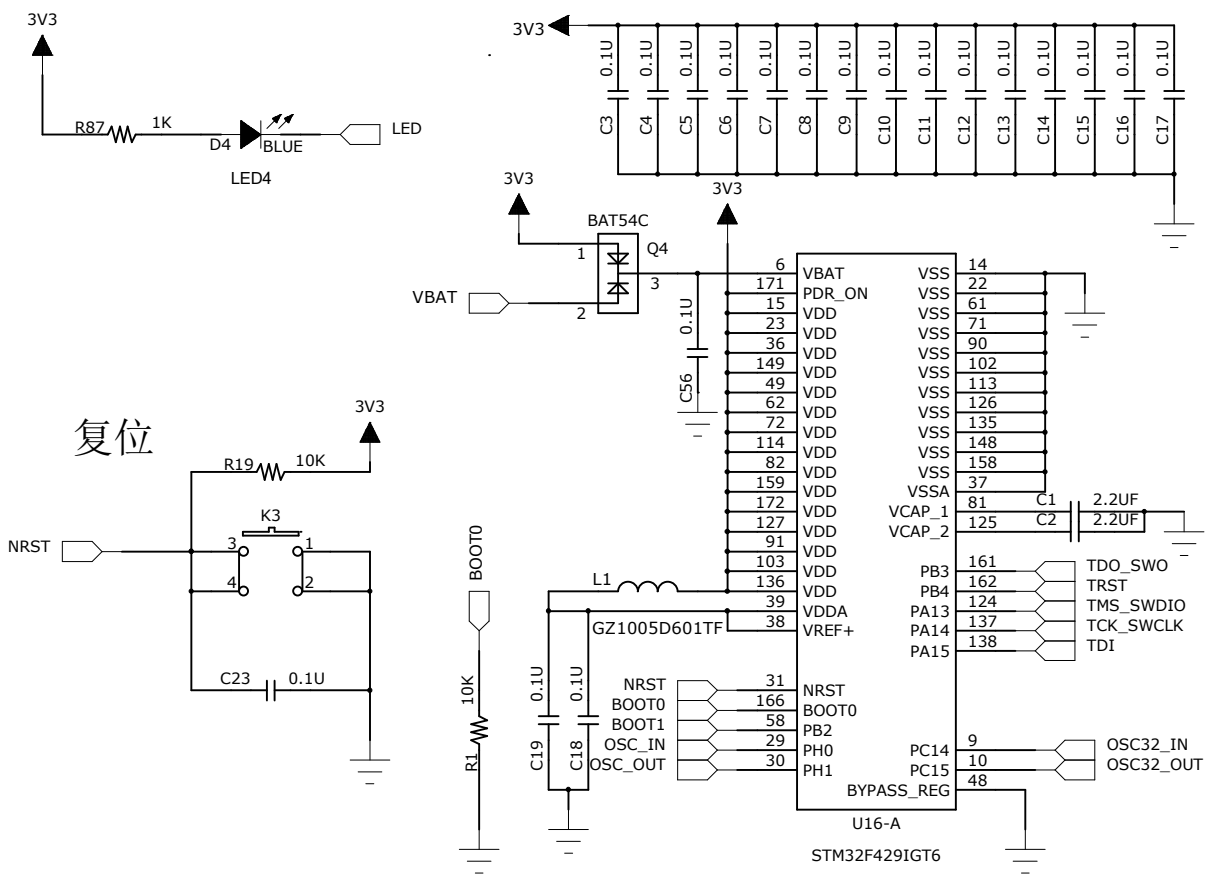 3V3
R87 1K
D4 BLUE
LED
LED4
3V3
0.1U 0.1U 0.1U 0.1U 0.1U 0.1U 0.1U 0.1U 0.1U 0.1U 0.1U 0.1U 0.1U 0.1U 0.1U
C3 C4 C5 C6 C7 C8 C9 C10 C11 C12 C13 C14 C15 C16 C17
3V3
BAT54C
1 Q4
3
VBAT 2
0.1U
C56
3V3
复位
3V3
R19 10K
K3
NRST 3 1
4 2
C23 0.1U
BOOT0
10K
R1
L1
GZ1005D601TF
0.1U 0.1U
C19 C18
6 VBAT VSS 14
171 PDR_ON VSS 22
15 VDD VSS 61
23 VDD VSS 71
36 VDD VSS 90
149 VDD VSS 102
49 VDD VSS 113
62 VDD VSS 126
72 VDD VSS 135
114 VDD VSS 148
82 VDD VSS 158
159 VDD VSSA 37
172 VDD VCAP_1 81 C1 2.2UF
127 VDD VCAP_2 125 C2 2.2UF
91 VDD
103 VDD PB3 161 TDO_SWO
136 VDD PB4 162 TRST
39 VDDA PA13 124 TMS_SWDIO
38 VREF+ PA14 137 TCK_SWCLK
PA15 138 TDI
NRST 31 NRST
BOOT0 166 BOOT0
BOOT1 58 PB2
OSC_IN 29 PH0 PC14 9 OSC32_IN
OSC_OUT 30 PH1 PC15 10 OSC32_OUT
BYPASS_REG 48
U16-A
STM32F429IGT6